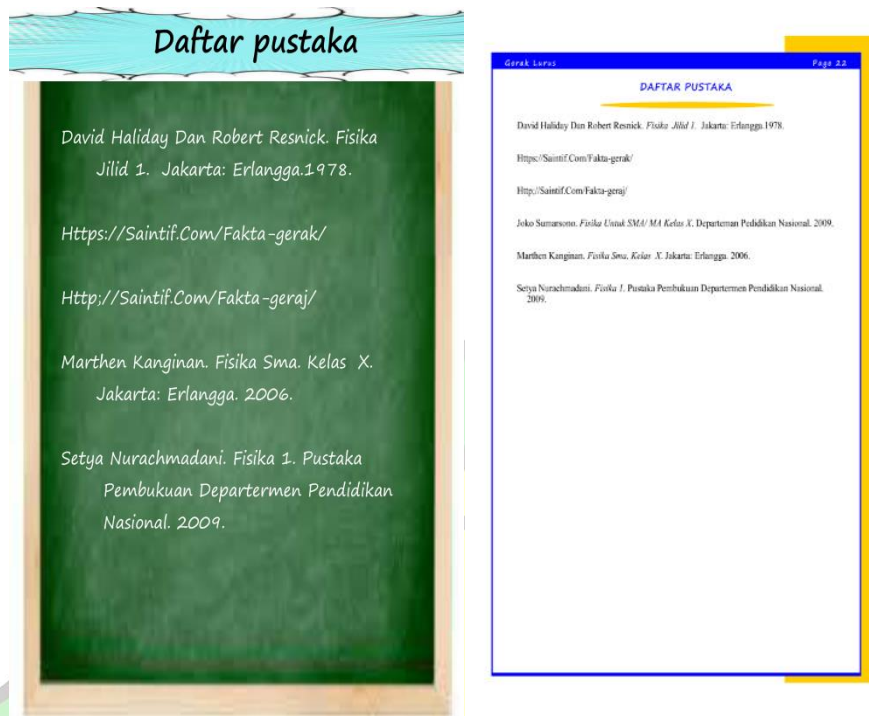 Daftar pustaka
David Haliday Dan Robert Resnick. Fisika
Jilid 1. Jakarta: Erlangga.1978.
Https://Saintif.Com/Fakta-gerak/
Http;//Saintif.Com/Fakta-geraj/
Marthen Kanginan. Fisika Sma. Kelas X.
Jakarta: Erlangga. 2006.
Setya Nurachmadani. Fisika 1. Pustaka
Pembukuan Departermen Pendidikan
Nasional. 2009.
Gerak Lurus Page 22
DAFTAR PUSTAKA
David Haliday Dan Robert Resnick. Fisika Jilid 1. Jakarta: Erlangga.1978.
Https://Saintif.Com/Fakta-gerak/
Http;//Saintif.Com/Fakta-geraj/
Joko Sumarsono. Fisika Untuk SMA/ MA Kelas X. Departeman Pedidikan Nasional. 2009.
Marthen Kanginan. Fisika Sma. Kelas X. Jakarta: Erlangga. 2006.
Setya Nurachmadani. Fisika 1. Pustaka Pembukuan Departermen Pendidikan Nasional.
2009.